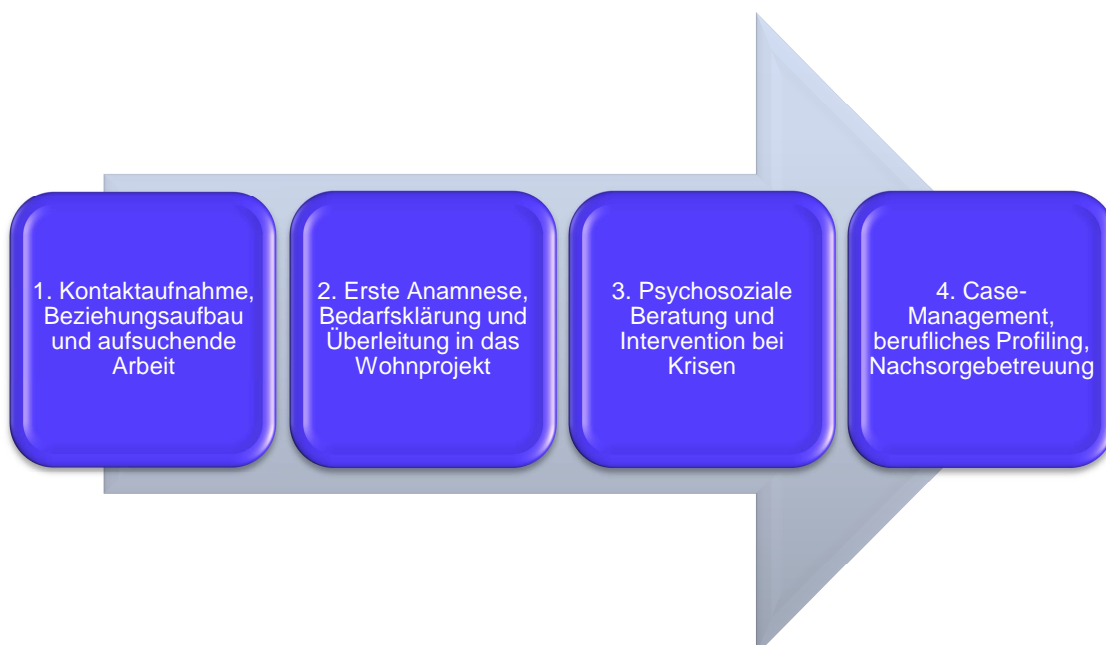 1. Kontaktaufnahme,
Beziehungsaufbau
und aufsuchende
Arbeit
2. Erste Anamnese,
Bedarfsklärung und
Überleitung in das
Wohnprojekt
3. Psychosoziale
Beratung und
Intervention bei
Krisen
4. Case-
Management,
berufliches Profiling,
Nachsorgebetreuung